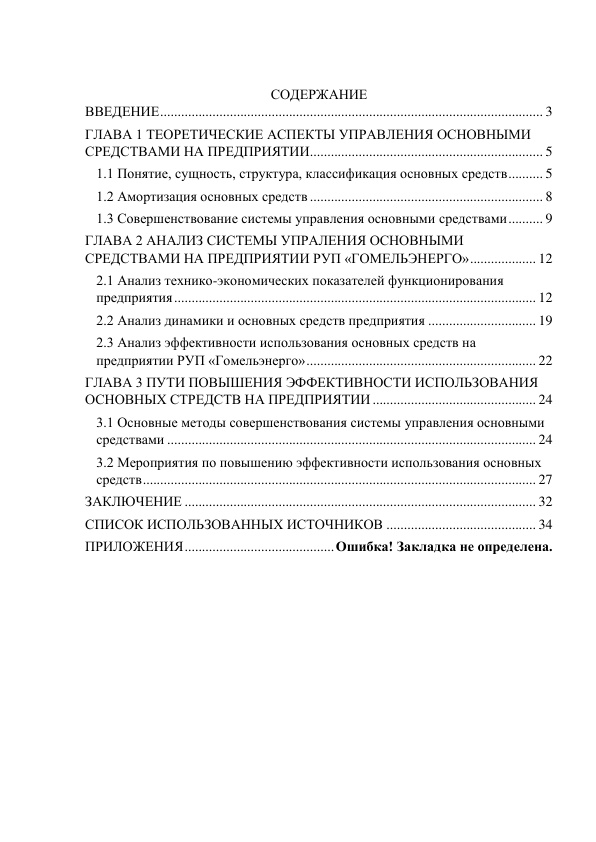 СОДЕРЖАНИЕ
ВВЕДЕНИЕ............................................................ 3
ГЛАВА 1 ТЕОРЕТИЧЕСКИЕ АСПЕКТЫ УПРАВЛЕНИЯ ОСНОВНЫМИ
СРЕДСТВАМИ НА ПРЕДПРИЯТИИ............................................ 5
1.1 Понятие, сущность, структура, классификация основных средств.......... 5
1.2 Амортизация основных средств ............................................ 8
1.3 Совершенствование системы управления основными средствами.......... 9
ГЛАВА 2 АНАЛИЗ СИСТЕМЫ УПРАЛЕНИЯ ОСНОВНЫМИ
СРЕДСТВАМИ НА ПРЕДПРИЯТИИ РУП «ГОМЕЛЬЭНЕРГО»................... 12
2.1 Анализ технико-экономических показателей функционирования
предприятия............................................................ 12
2.2 Анализ динамики и основных средств предприятия ............................... 19
2.3 Анализ эффективности использования основных средств на
предприятии РУП «Гомельэнерго»............................................ 22
ГЛАВА 3 ПУТИ ПОВЫШЕНИЯ ЭФФЕКТИВНОСТИ ИСПОЛЬЗОВАНИЯ
ОСНОВНЫХ СТРЕДСТВ НА ПРЕДПРИЯТИИ............................................ 24
3.1 Основные методы совершенствования системы управления основными
средствами ............................................................ 24
3.2 Мероприятия по повышению эффективности использования основных
средств............................................................ 27
ЗАКЛЮЧЕНИЕ ............................................................ 32
СПИСОК ИСПОЛЬЗОВАННЫХ ИСТОЧНИКОВ ........................................... 34
ПРИЛОЖЕНИЯ...........................................Ошибка! Закладка не определена.